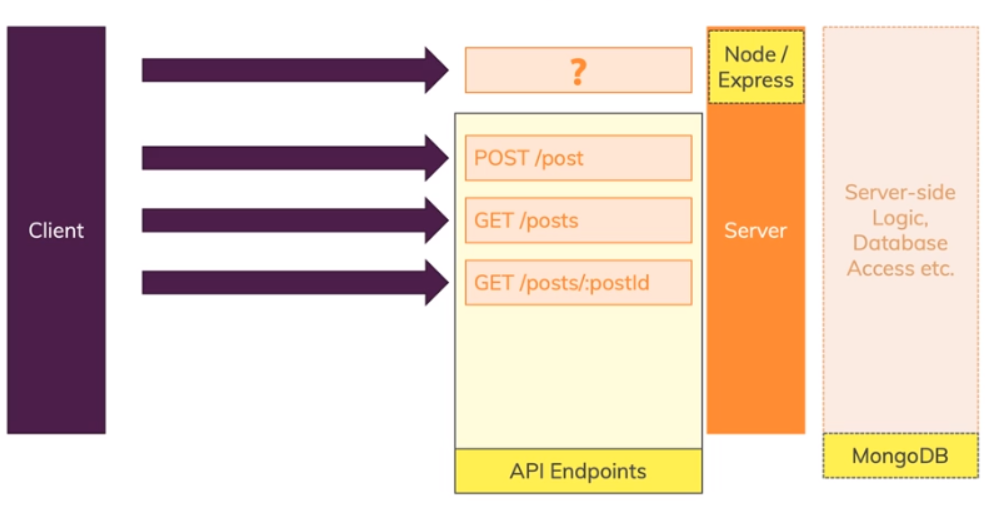 Client
?
POST /post
GET /posts
GET /posts/:postId
API Endpoints
Node /
Express
Server
Server-side
Logic,
Database
Access etc.
MongoDB